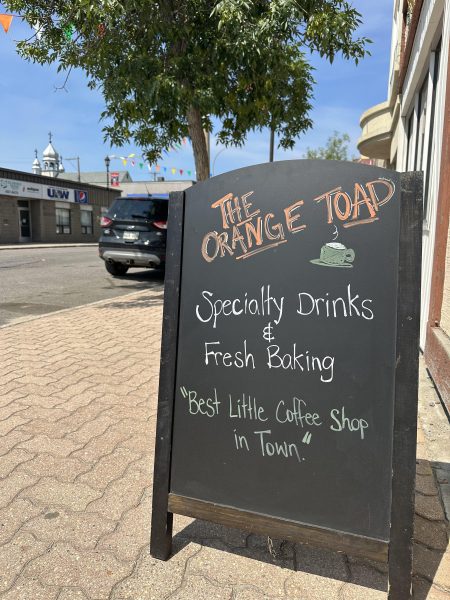 THE
ORANGE TOAD
Specialty Drinks
&
Fresh Baking
"Best Little Coffee Shop
in Town."